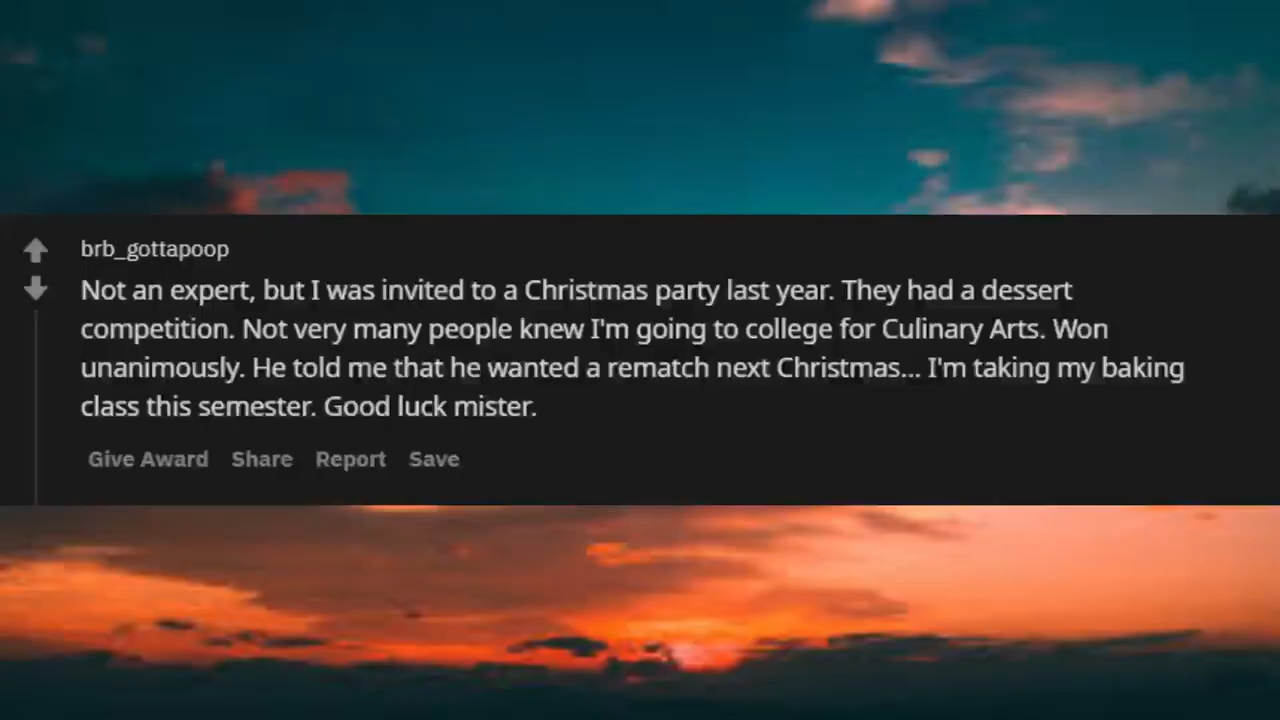 brb_gottapoop
Not an expert, but I was invited to a Christmas party last year. They had a dessert
competition. Not very many people knew I'm going to college for Culinary Arts. Won
unanimously. He told me that he wanted a rematch next Christmas... I'm taking my baking
class this semester. Good luck mister.
Give Award Share Report Save